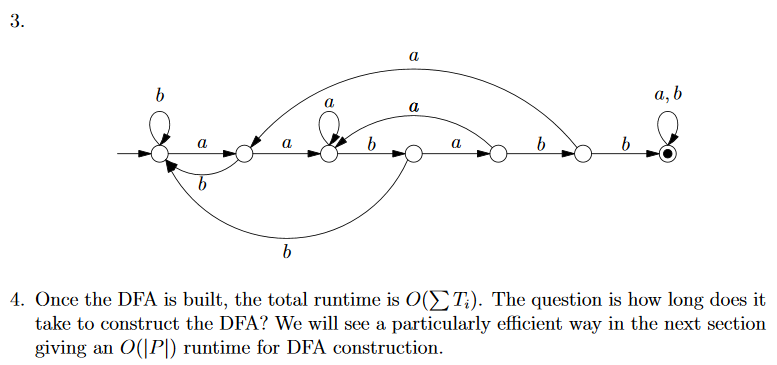 3.
a
b
a
a
a, b
a
a
b
a
b
b
b
b
4. Once the DFA is built, the total runtime is O(∑ Tᵢ). The question is how long does it
take to construct the DFA? We will see a particularly efficient way in the next section
giving an O(|P|) runtime for DFA construction.